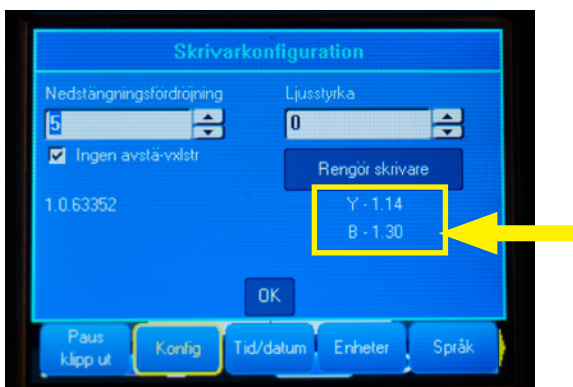 Skrivarkonfiguration
Nedstängningsfördröjning
Ljusstyrka
5
0
Ingen avstä-vxlstr
Rengör skrivare
1.0.63352
Y - 1.14
B - 1.30
OK
Paus
klipp ut
Konfig
Tid/datum
Enheter
Språk